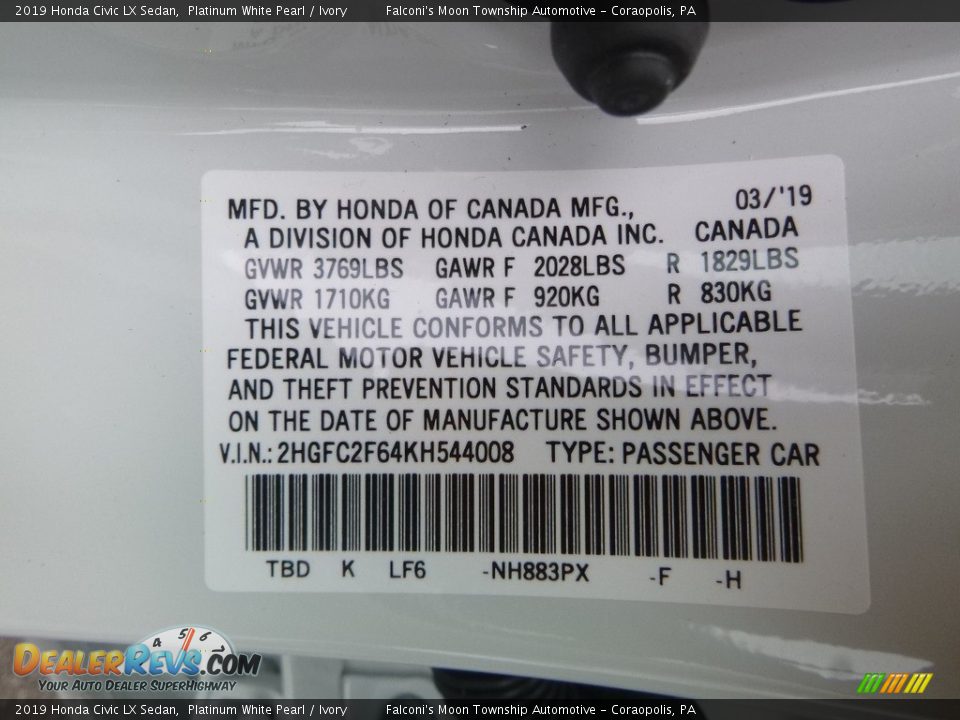 2019 Honda Civic LX Sedan, Platinum White Pearl / Ivory Falconi's Moon Township Automotive - Coraopolis, PA
MFD. BY HONDA OF CANADA MFG., 03/'19
A DIVISION OF HONDA CANADA INC. CANADA
GVWR 3769LBS GAWR F 2028LBS R 1829LBS
GVWR 1710KG GAWR F 920KG R 830KG
THIS VEHICLE CONFORMS TO ALL APPLICABLE
FEDERAL MOTOR VEHICLE SAFETY, BUMPER,
AND THEFT PREVENTION STANDARDS IN EFFECT
ON THE DATE OF MANUFACTURE SHOWN ABOVE.
V.I.N.: 2HGFC2F64KH544008 TYPE: PASSENGER CAR
TBD K LF6 -NH883PX -F -H
4 5 6
DEALERREVS.COM
YOUR AUTO DEALER SUPERHIGHWAY
2019 Honda Civic LX Sedan, Platinum White Pearl / Ivory Falconi's Moon Township Automotive - Coraopolis, PA